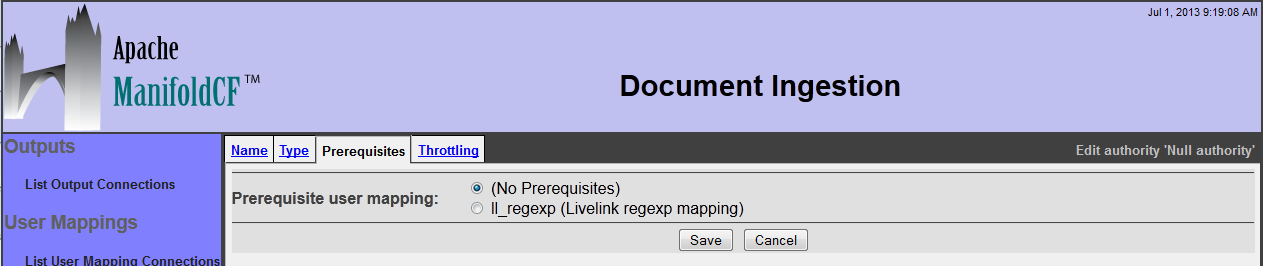 Jul 1, 2013 9:19:08 AM
Apache
ManifoldCF™
Document Ingestion
Outputs
List Output Connections
User Mappings
List User Mapping Connections
Name Type Prerequisites Throttling
Edit authority 'Null authority'
Prerequisite user mapping:
(No Prerequisites)
ll_regexp (Livelink regexp mapping)
Save Cancel